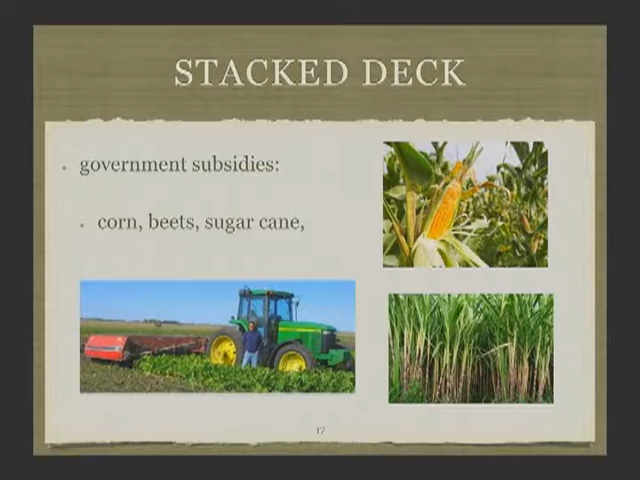 STACKED DECK
government subsidies:
corn, beets, sugar cane,
17